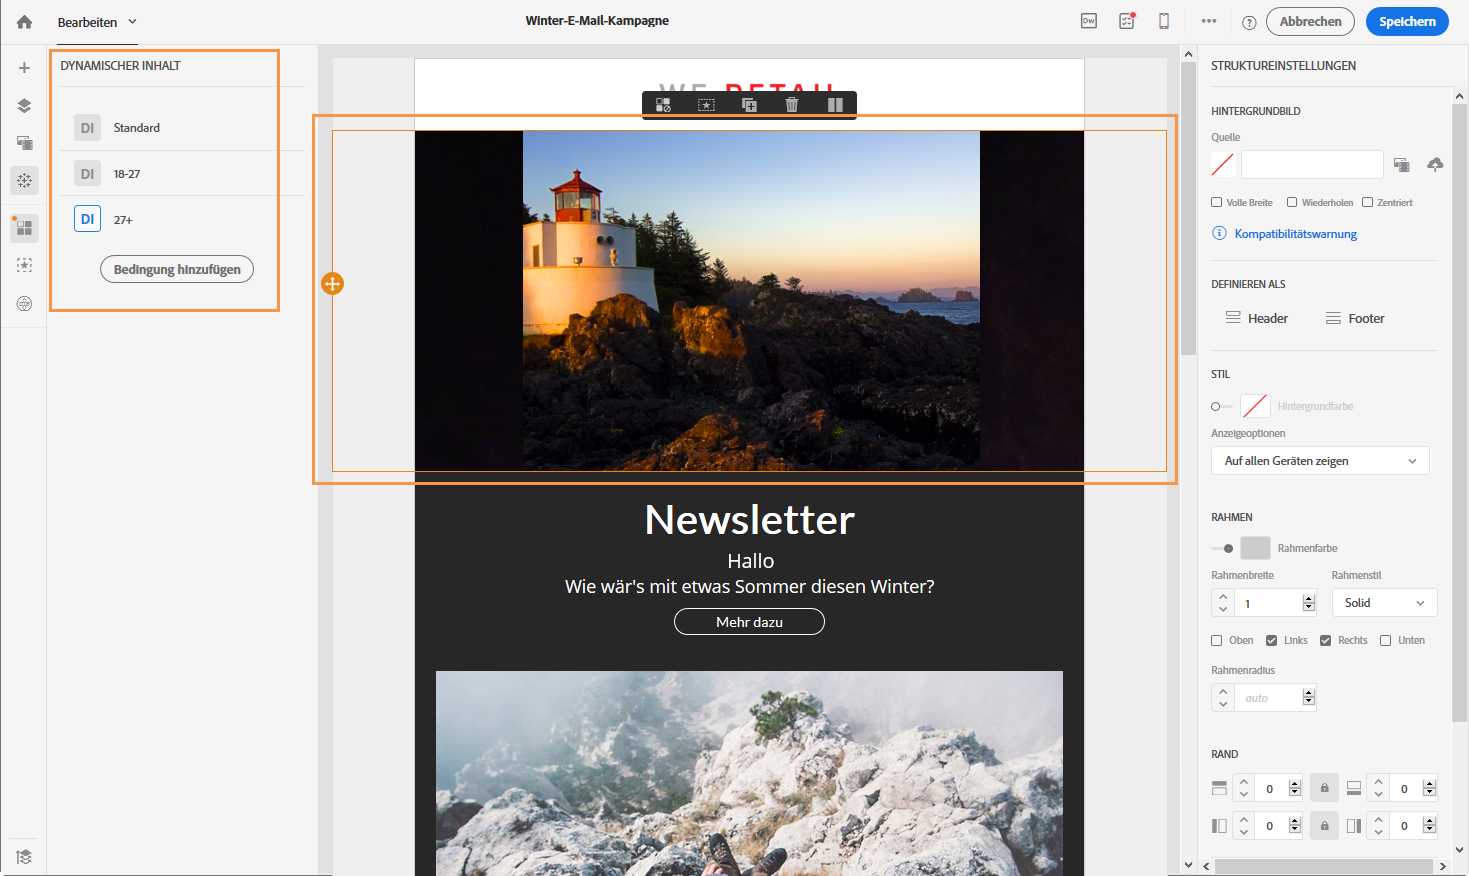 Bearbeiten
Winter-E-Mail-Kampagne
Dw
Abbrechen
Speichern
DYNAMISCHER INHALT
DI Standard
DI 18-27
DI 27+
Bedingung hinzufügen
WE RETAIL
Newsletter
Hallo
Wie wär's mit etwas Sommer diesen Winter?
Mehr dazu
STRUKTUREINSTELLUNGEN
HINTERGRUNDBILD
Quelle
Volle Breite Wiederholen Zentriert
Kompatibilitätswarnung
DEFINIEREN ALS
Header Footer
STIL
Hintergrundfarbe
Anzeigeoptionen
Auf allen Geräten zeigen
RAHMEN
Rahmenfarbe
Rahmenbreite Rahmenstil
1 Solid
Oben Links Rechts Unten
Rahmenradius
auto
RAND
0 0
0 0